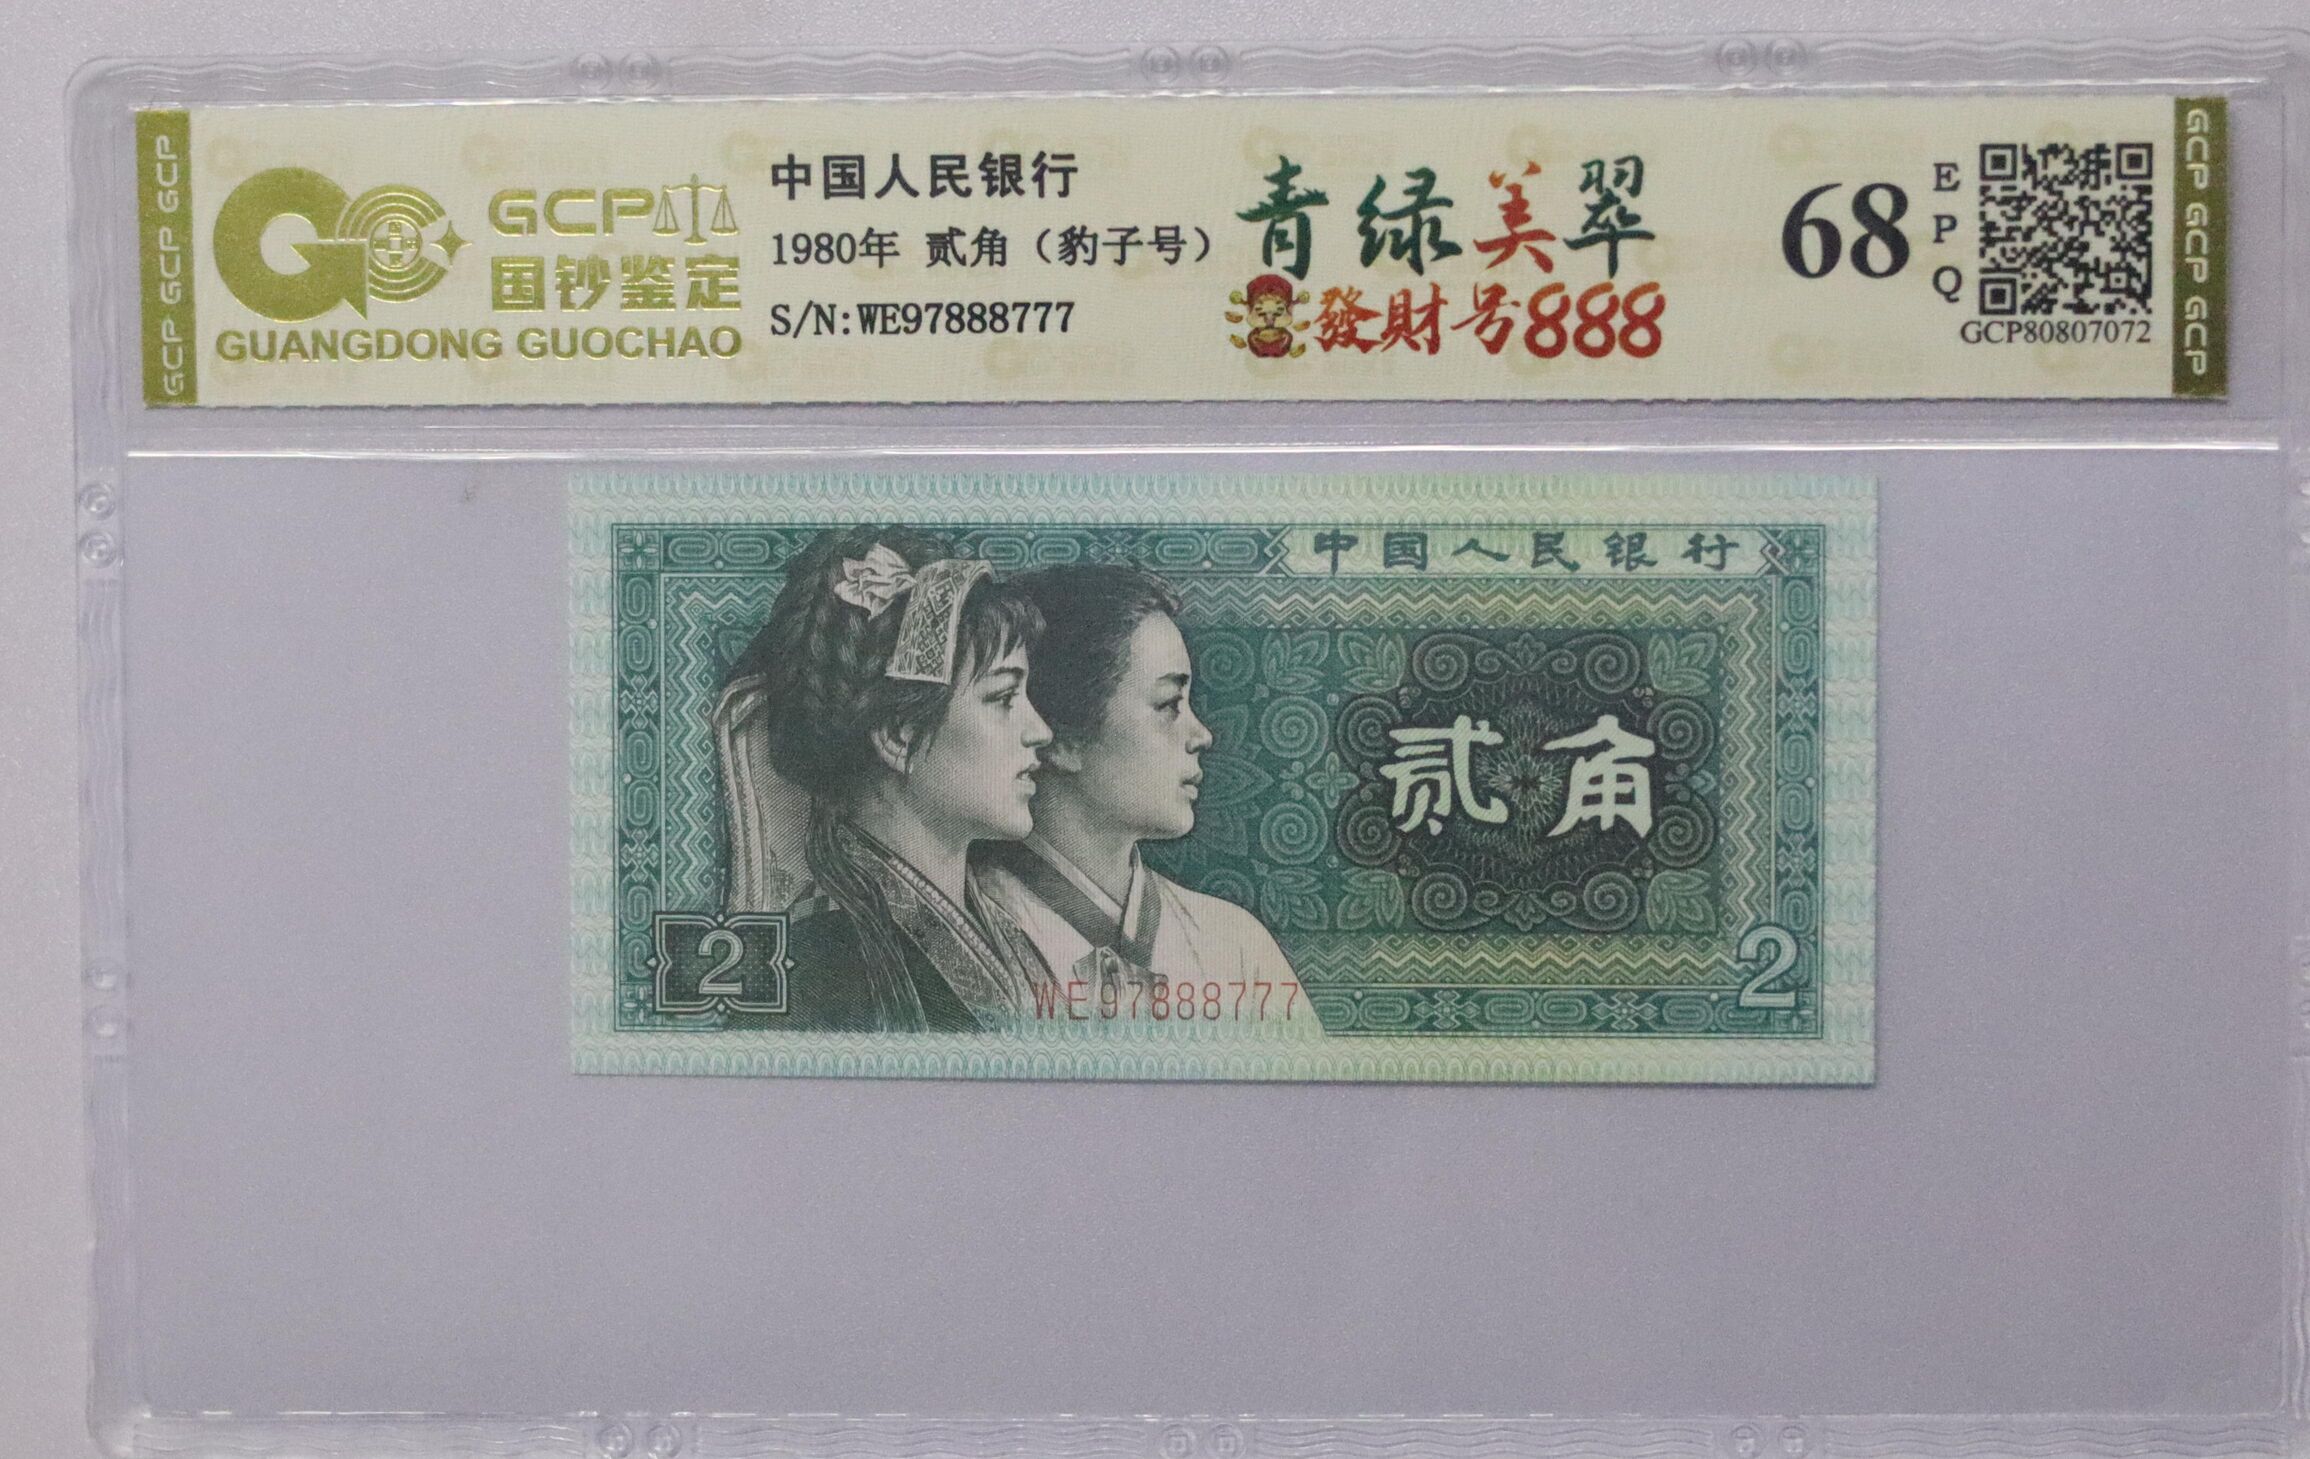 GCP GCP GCP
GCP
国钞鉴定
GUANGDONG GUOCHAO
中国人民银行
1980年 贰角（豹子号）
S/N:WE97888777
青绿美翠
發財号888
68
EPQ
GCP80807072
GCP GCP GCP
中国人民银行
贰角
2
WE97888777
2